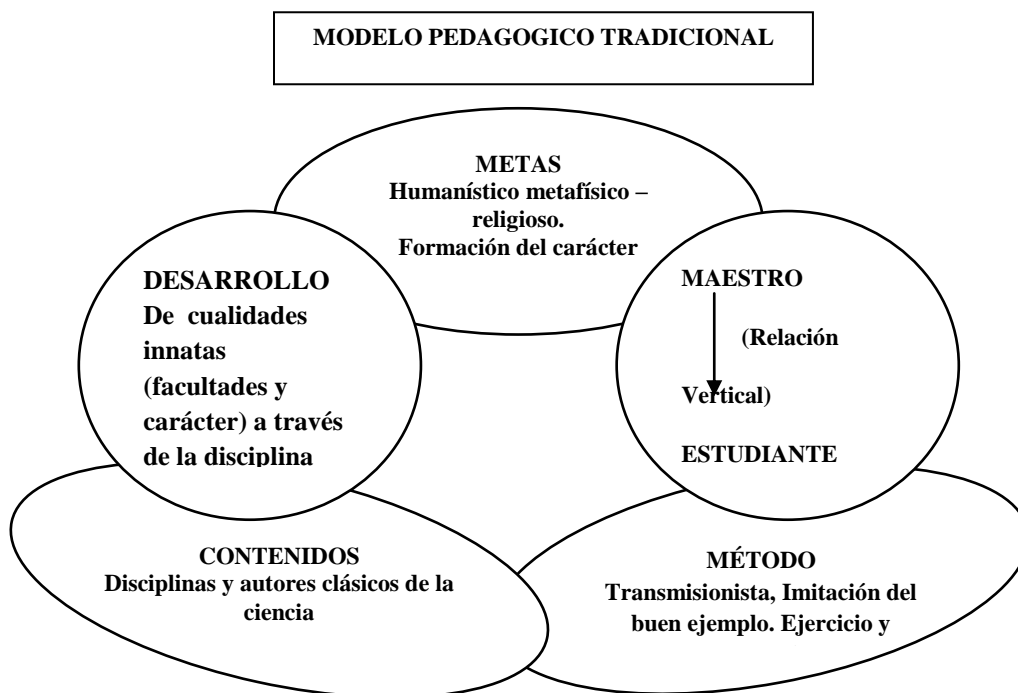 MODELO PEDAGOGICO TRADICIONAL
METAS
Humanístico metafísico –
religioso.
Formación del carácter
DESARROLLO
De cualidades
innatas
(facultades y
carácter) a través
de la disciplina
MAESTRO
(Relación
Vertical)
ESTUDIANTE
CONTENIDOS
Disciplinas y autores clásicos de la
ciencia
MÉTODO
Transmisionista, Imitación del
buen ejemplo. Ejercicio y